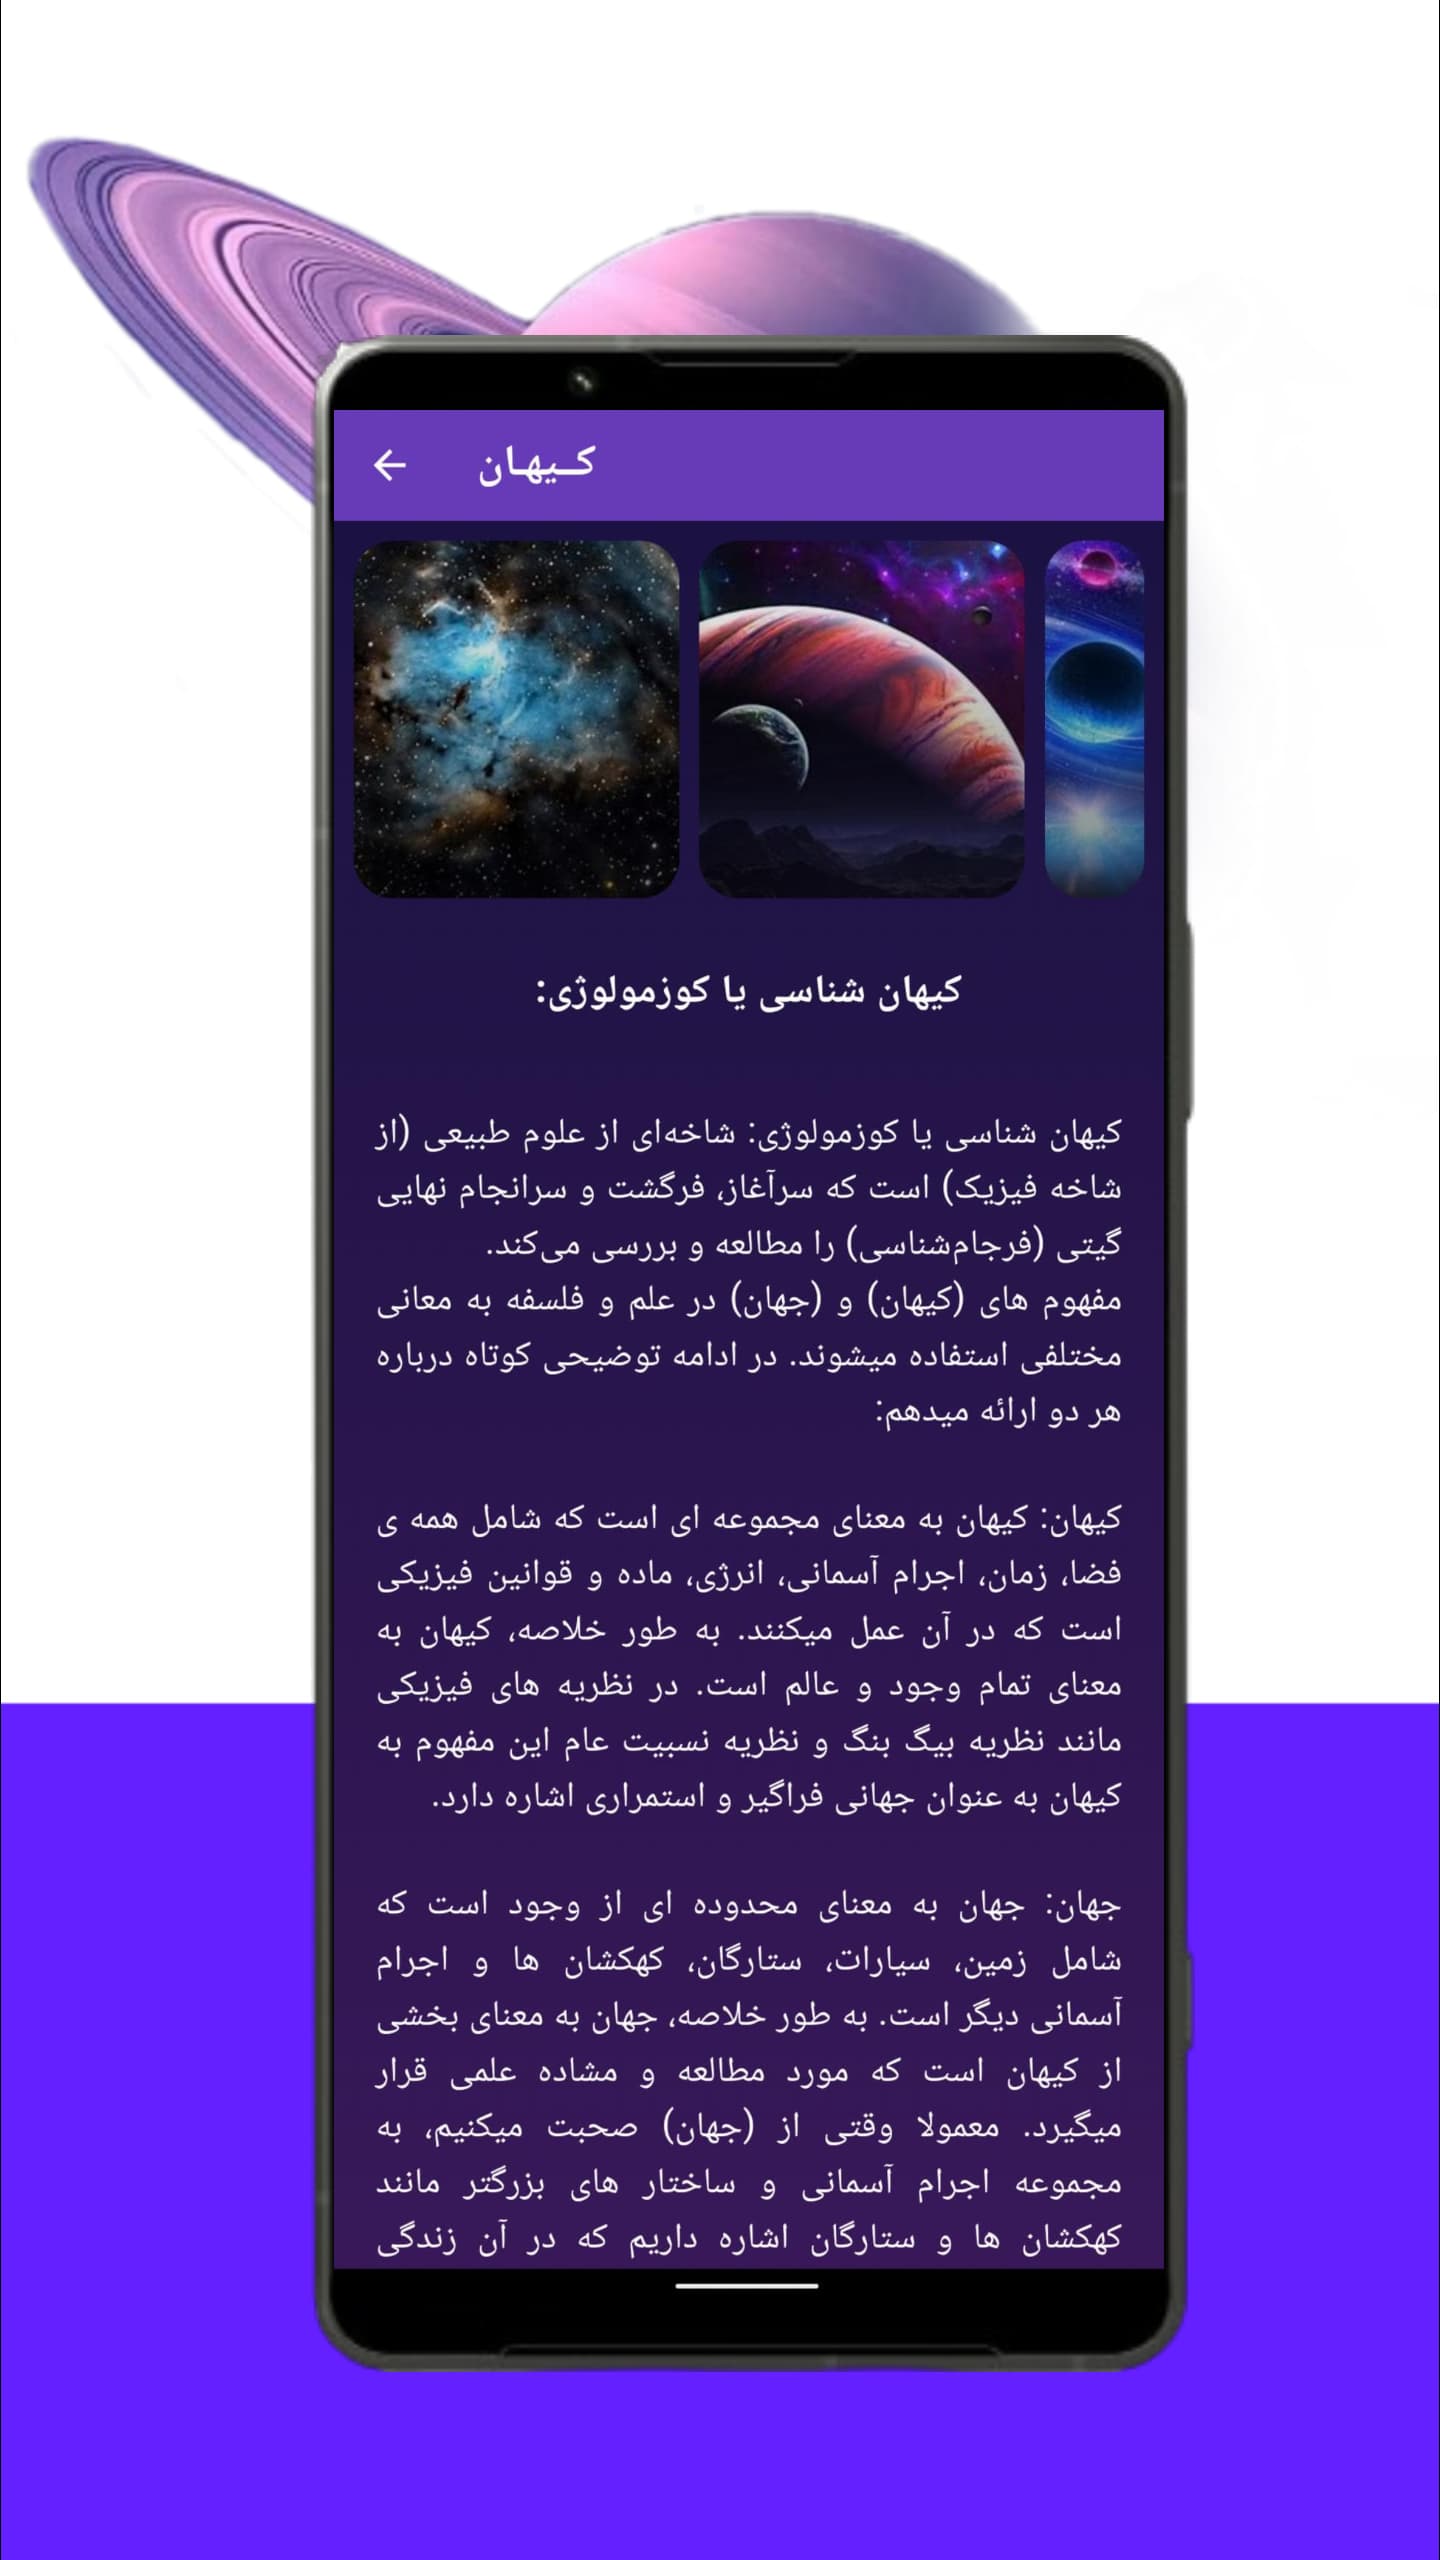 کـیهـان
کیهان شناسی یا کوزمولوژی:
کیهان شناسی یا کوزمولوژی: شاخه‌ای از علوم طبیعی (از
شاخه فیزیک) است که سرآغاز، فرگشت و سرانجام نهایی
گیتی (فرجام‌شناسی) را مطالعه و بررسی می‌کند.
مفهوم های (کیهان) و (جهان) در علم و فلسفه به معانی
مختلفی استفاده میشوند. در ادامه توضیحی کوتاه درباره
هر دو ارائه میدهم:
کیهان: کیهان به معنای مجموعه ای است که شامل همه ی
فضا، زمان، اجرام آسمانی، انرژی، ماده و قوانین فیزیکی
است که در آن عمل میکنند. به طور خلاصه، کیهان به
معنای تمام وجود و عالم است. در نظریه های فیزیکی
مانند نظریه بیگ بنگ و نظریه نسبیت عام این مفهوم به
کیهان به عنوان جهانی فراگیر و استمراری اشاره دارد.
جهان: جهان به معنای محدوده ای از وجود است که
شامل زمین، سیارات، ستارگان، کهکشان ها و اجرام
آسمانی دیگر است. به طور خلاصه، جهان به معنای بخشی
از کیهان است که مورد مطالعه و مشاده علمی قرار
میگیرد. معمولا وقتی از (جهان) صحبت میکنیم، به
مجموعه اجرام آسمانی و ساختار های بزرگتر مانند
کهکشان ها و ستارگان اشاره داریم که در آن زندگی